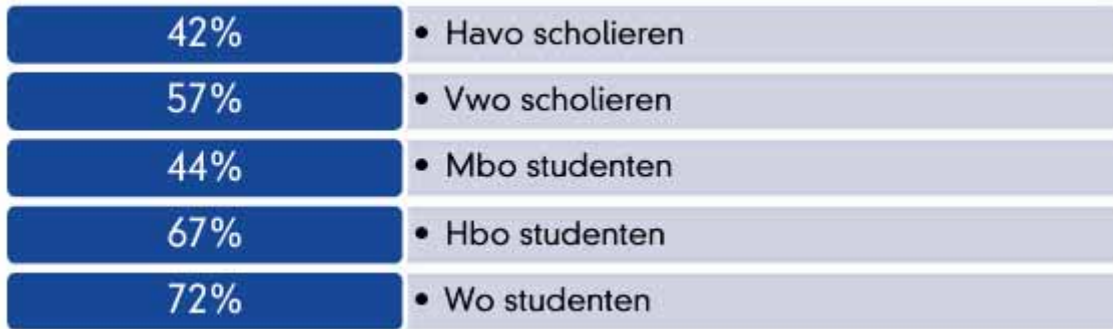 42% • Havo scholieren
57% • Vwo scholieren
44% • Mbo studenten
67% • Hbo studenten
72% • Wo studenten